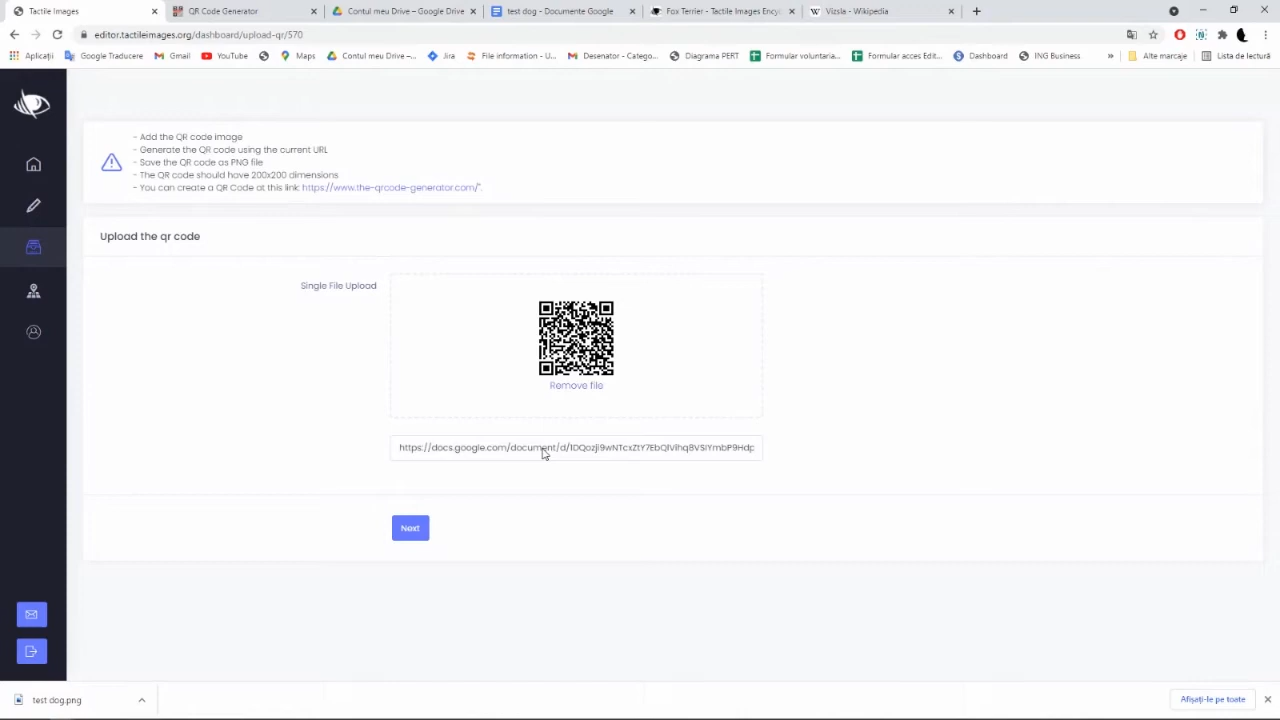 Tactile Images
QR Code Generator
Contul meu Drive – Google Drive
test dog - Documente Google
Fox Terrier - Tactile Images Ency
Vizsla - Wikipedia
editor.tactileimages.org/dashboard/upload-qr/570
Aplicații
Google Traducere
Gmail
YouTube
Maps
Contul meu Drive –...
Jira
File information - U...
Desenator - Catego...
Diagrama PERT
Formular voluntaria...
Formular acces Edit...
Dashboard
ING Business
»
Alte marcaje
Lista de lectură
- Add the QR code image
- Generate the QR code using the current URL
- Save the QR code as PNG file
- The QR code should have 200x200 dimensions
- You can create a QR Code at this link: https://www.the-qrcode-generator.com/".
Upload the qr code
Single File Upload
Remove file
https://docs.google.com/document/d/
Next
test dog.png
Afișați-le pe toate